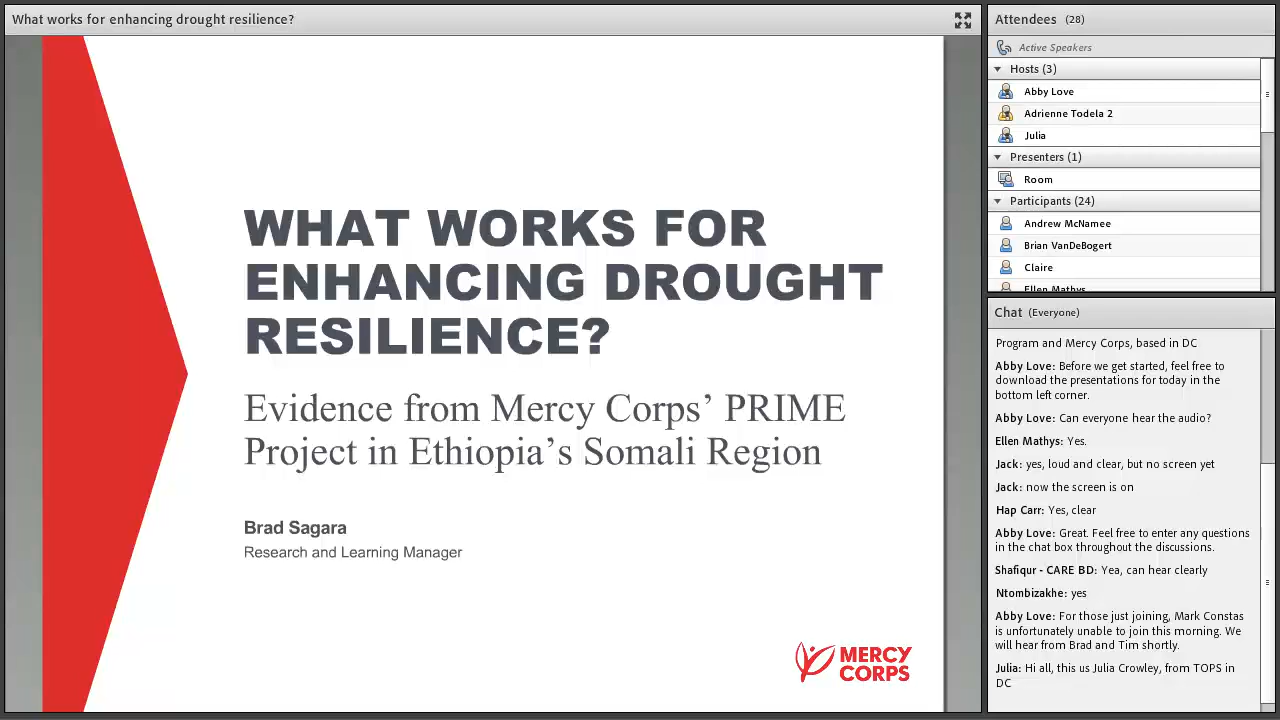 What works for enhancing drought resilience?
WHAT WORKS FOR
ENHANCING DROUGHT
RESILIENCE?
Evidence from Mercy Corps’ PRIME
Project in Ethiopia’s Somali Region
Brad Sagara
Research and Learning Manager
MERCY
CORPS
Attendees (28)
Active Speakers
Hosts (3)
Abby Love
Adrienne Todela 2
Julia
Presenters (1)
Room
Participants (24)
Andrew McNamee
Brian VanDeBogert
Claire
Ellen Mathys
Chat (Everyone)
Program and Mercy Corps, based in DC
Abby Love: Before we get started, feel free to
download the presentations for today in the
bottom left corner.
Abby Love: Can everyone hear the audio?
Ellen Mathys: Yes.
Jack: yes, loud and clear, but no screen yet
Jack: now the screen is on
Hap Carr: Yes, clear
Abby Love: Great. Feel free to enter any questions
in the chat box throughout the discussions.
Shafiqur - CARE BD: Yea, can hear clearly
Ntombizakhe: yes
Abby Love: For those just joining, Mark Constas
is unfortunately unable to join this morning. We
will hear from Brad and Tim shortly.
Julia: Hi all, this us Julia Crowley, from TOPS in
DC